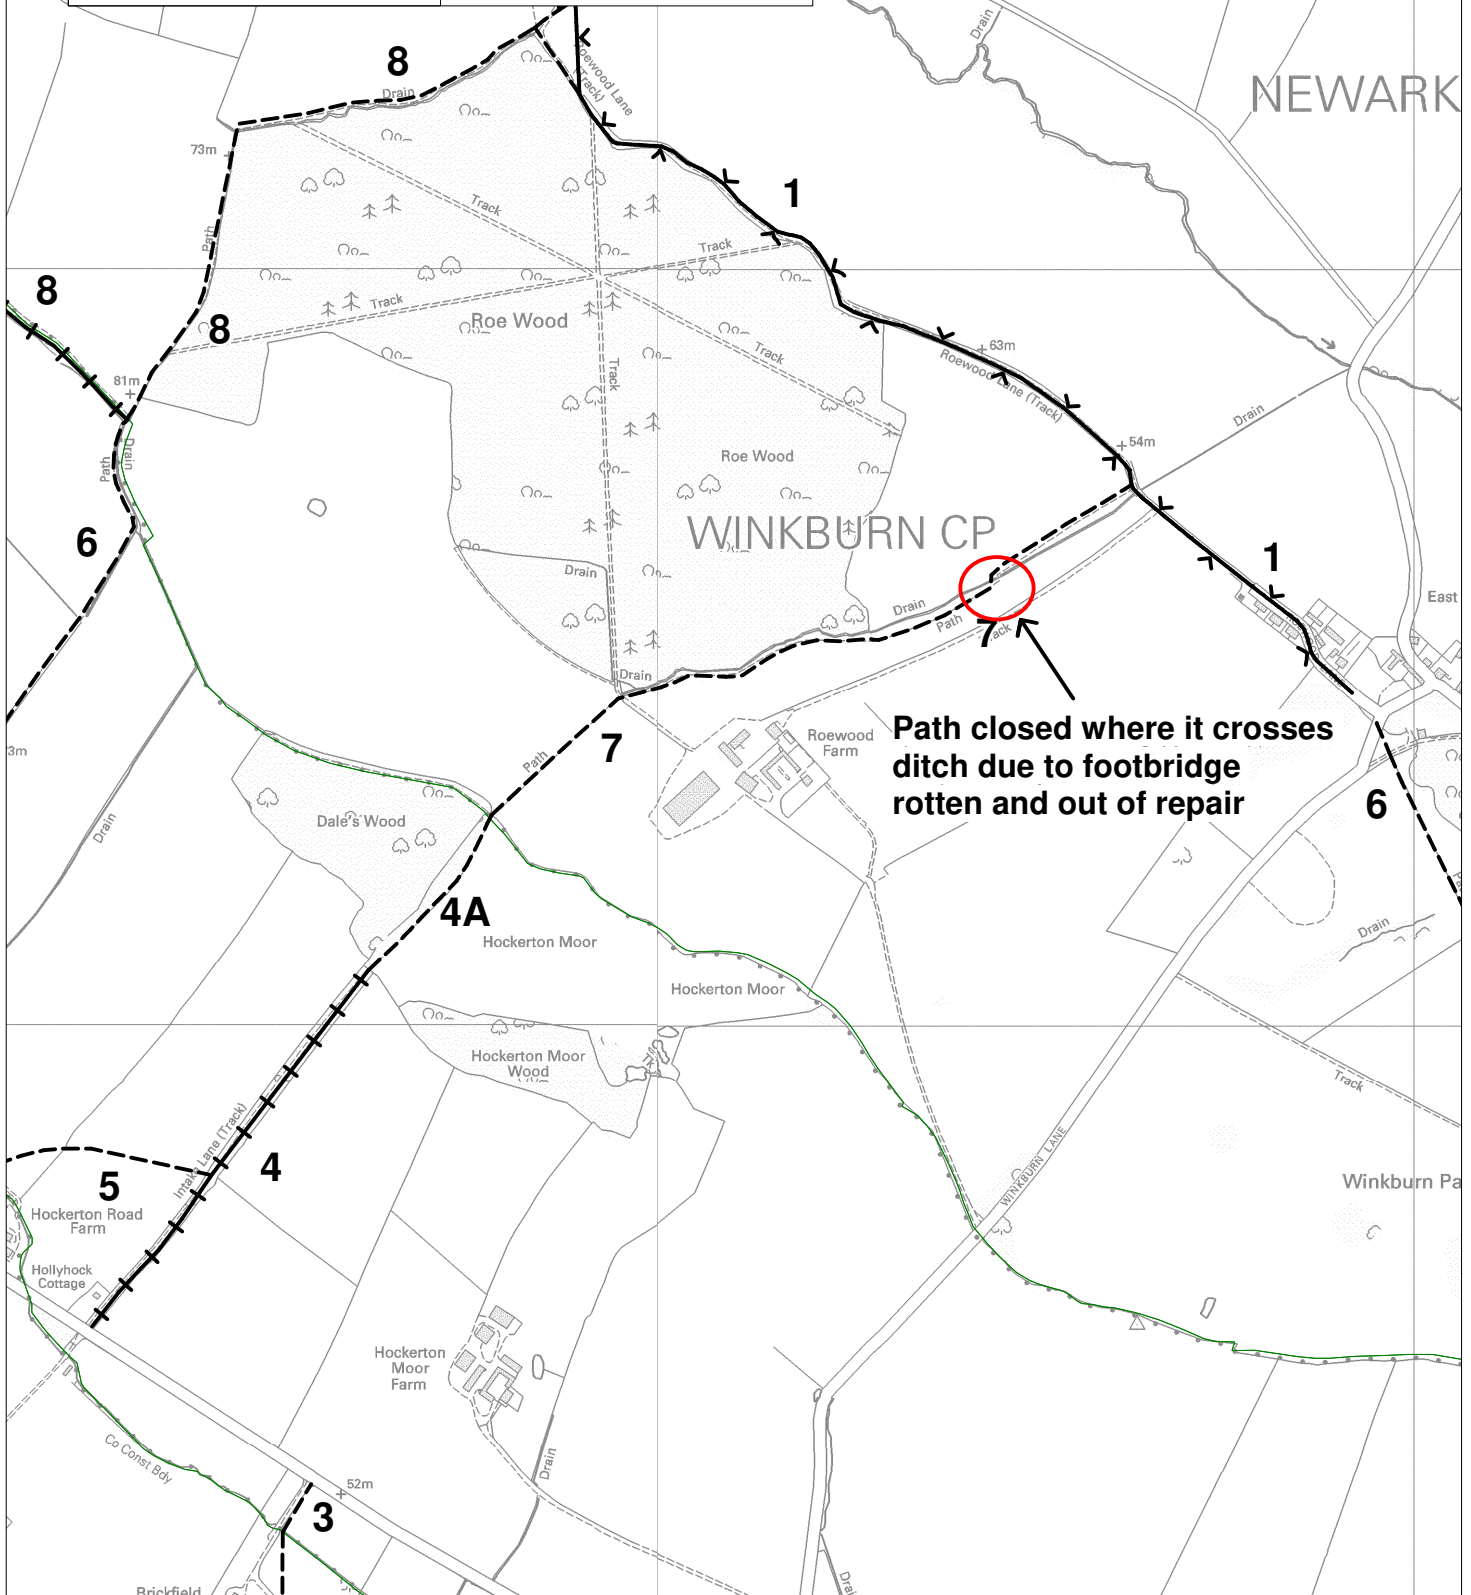 8
Drain
Roewood Lane
(Track)
Drain
NEWARK
73m
Path
Track
1
Track
8
8
Track
Roe Wood
Track
Track
63m
Roewood Lane (Track)
81m
Drain
Path
Drain
54m
Roe Wood
6
WINKBURN CP
Drain
Drain
Path
7
1
East
Drain
3m
Path
7
Roewood
Farm
Path closed where it crosses
ditch due to footbridge
rotten and out of repair
6
Drain
Dale's Wood
4A
Hockerton Moor
Hockerton Moor
Drain
Hockerton Moor
Wood
Track
Intake Lane (Track)
4
5
WINKBURN LANE
Winkburn Pa
Hockerton Road
Farm
Hollyhock
Cottage
Hockerton
Moor
Farm
Co Const Bdy
Drain
52m
3
Brickfield
Drai